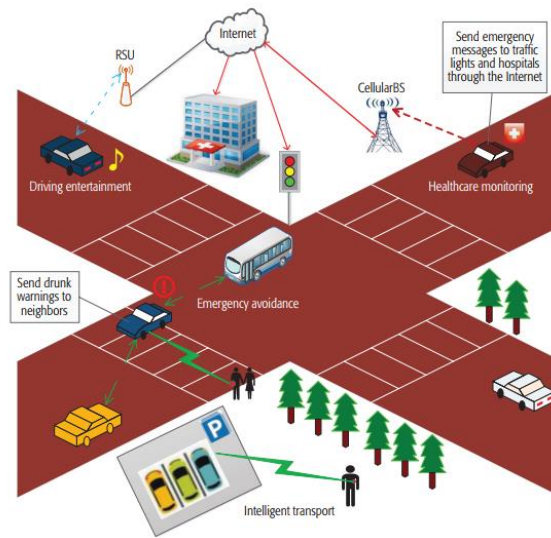 Internet
RSU
CellularBS
Send emergency
messages to traffic
lights and hospitals
through the Internet
Driving entertainment
Healthcare monitoring
Send drunk
warnings to
neighbors
Emergency avoidance
P
Intelligent transport